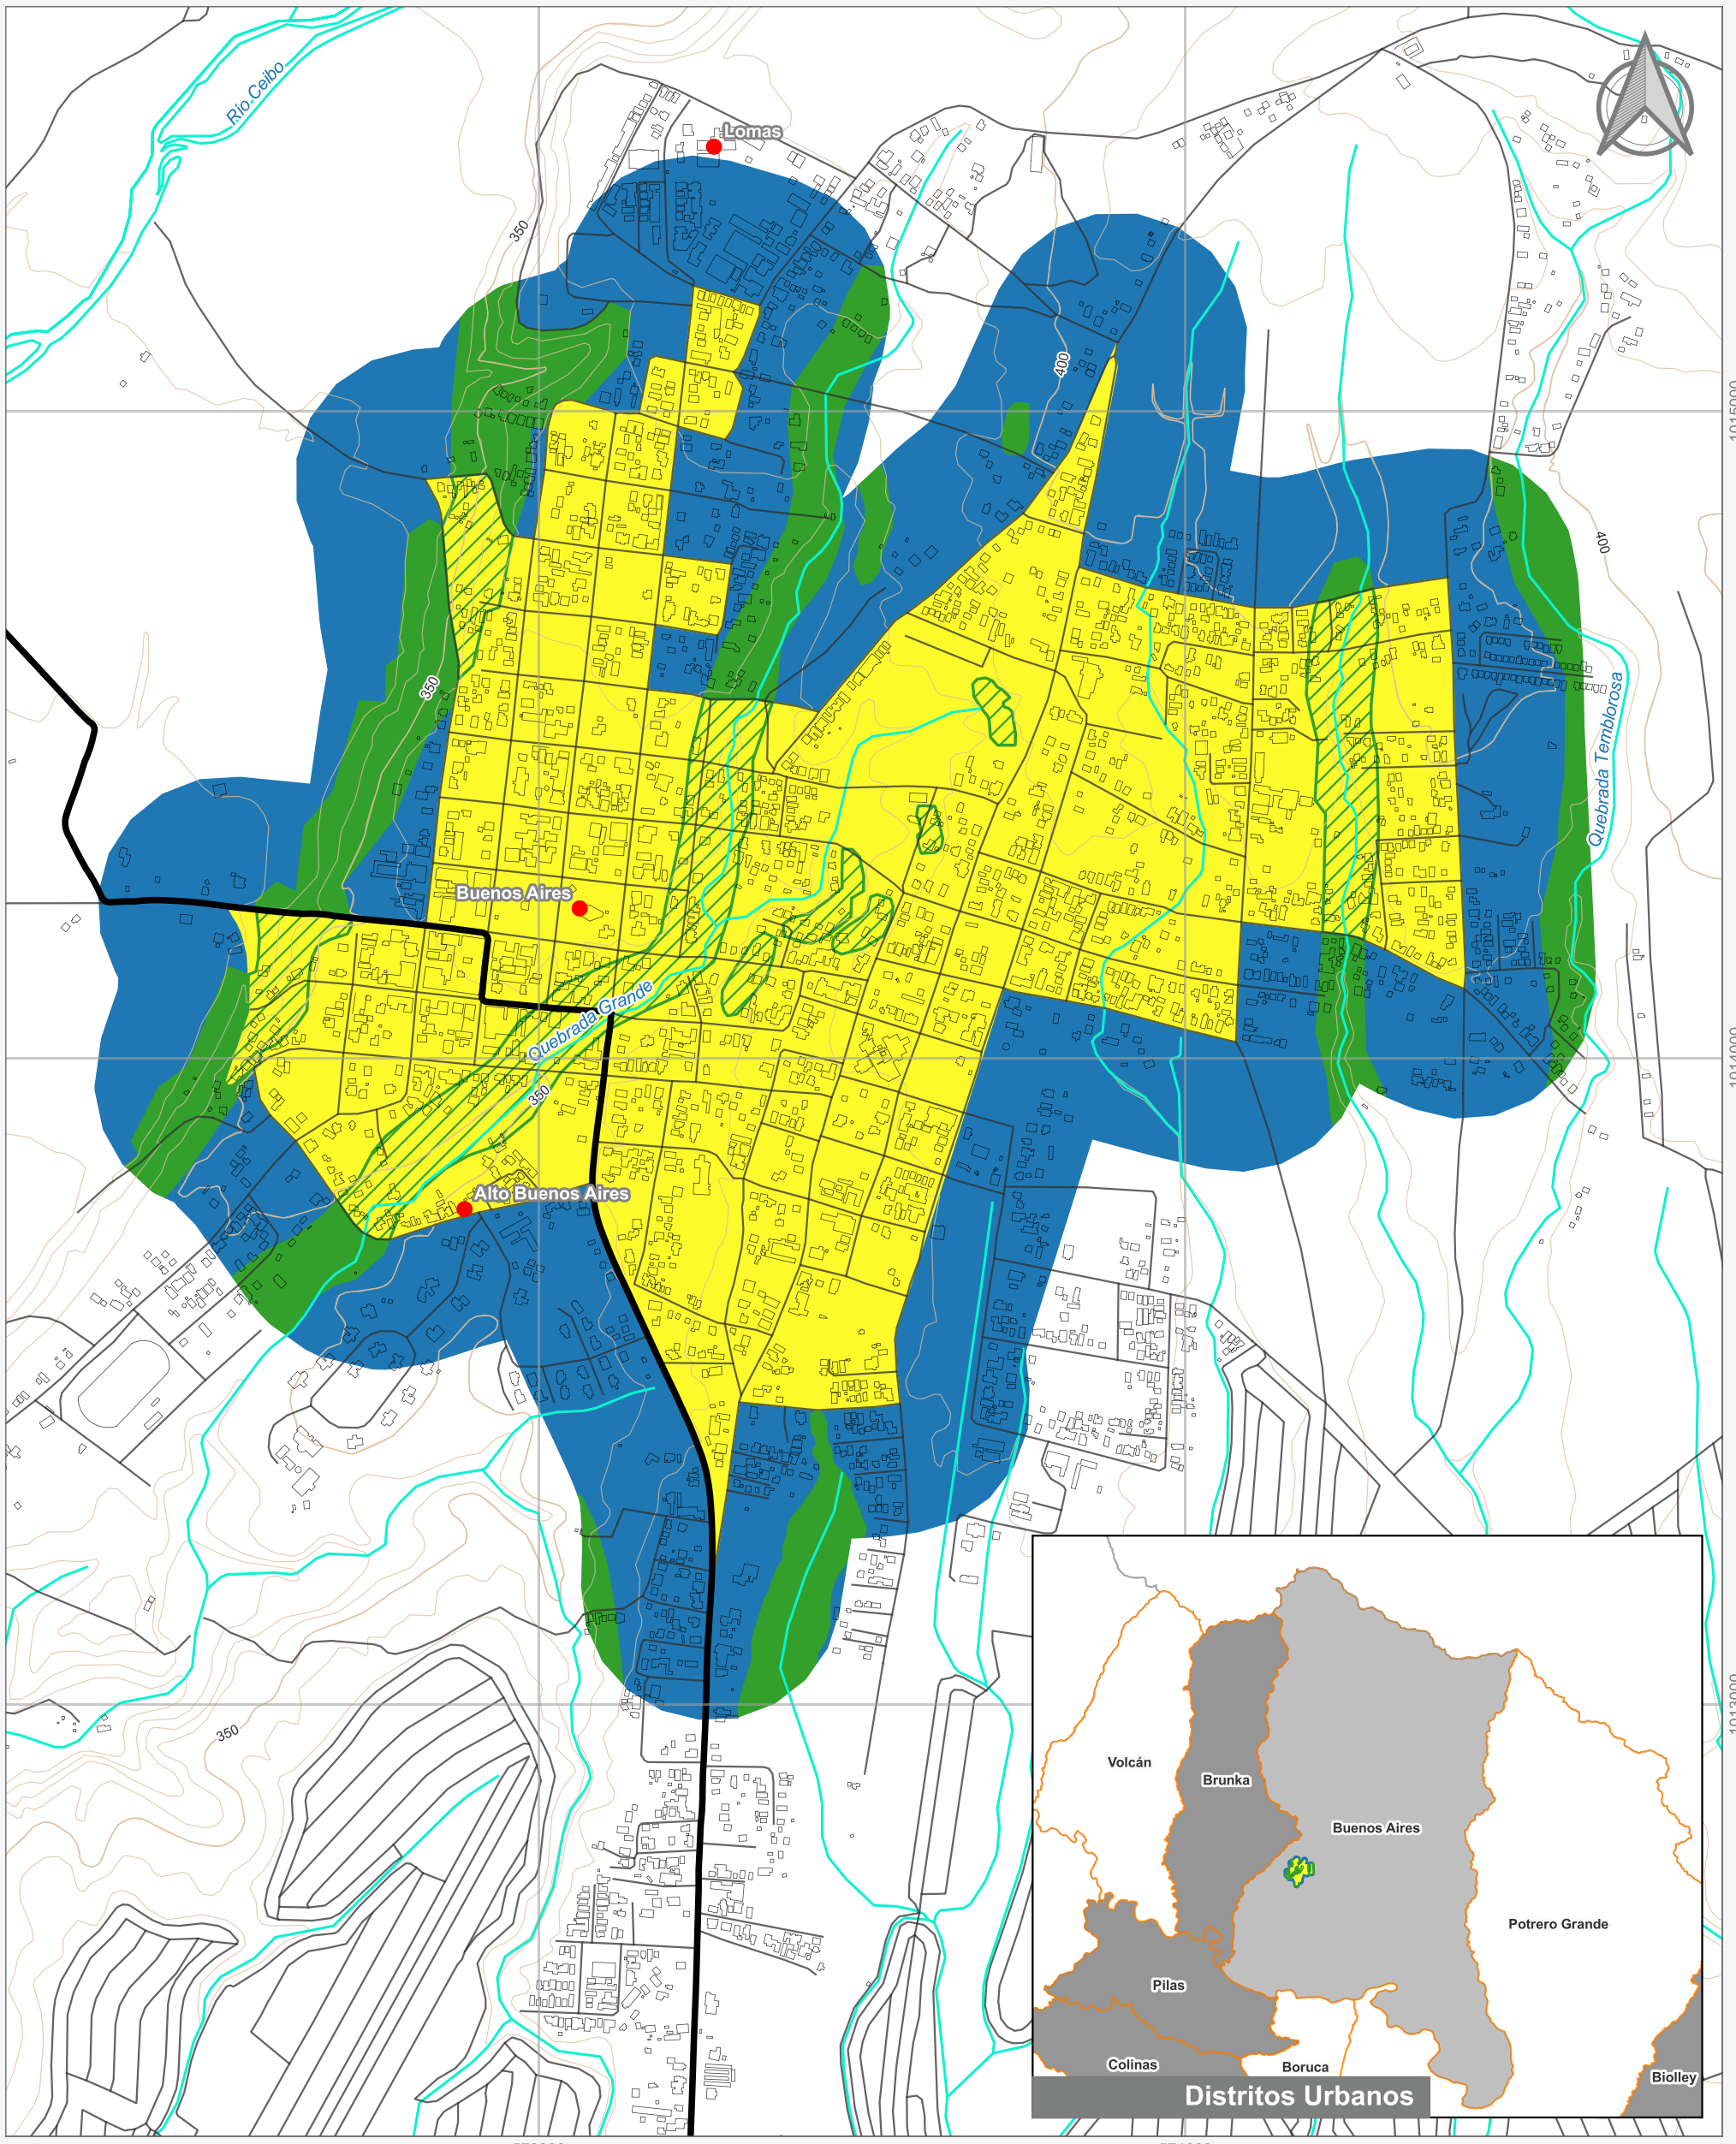 Río Ceibo
Lomas
350
400
1015000
400
350
Quebrada Temblorosa
Buenos Aires
Quebrada Grande
350
Alto Buenos Aires
350
Volcán
Brunka
Buenos Aires
Potrero Grande
Pilas
Colinas
Boruca
Biolley
Distritos Urbanos